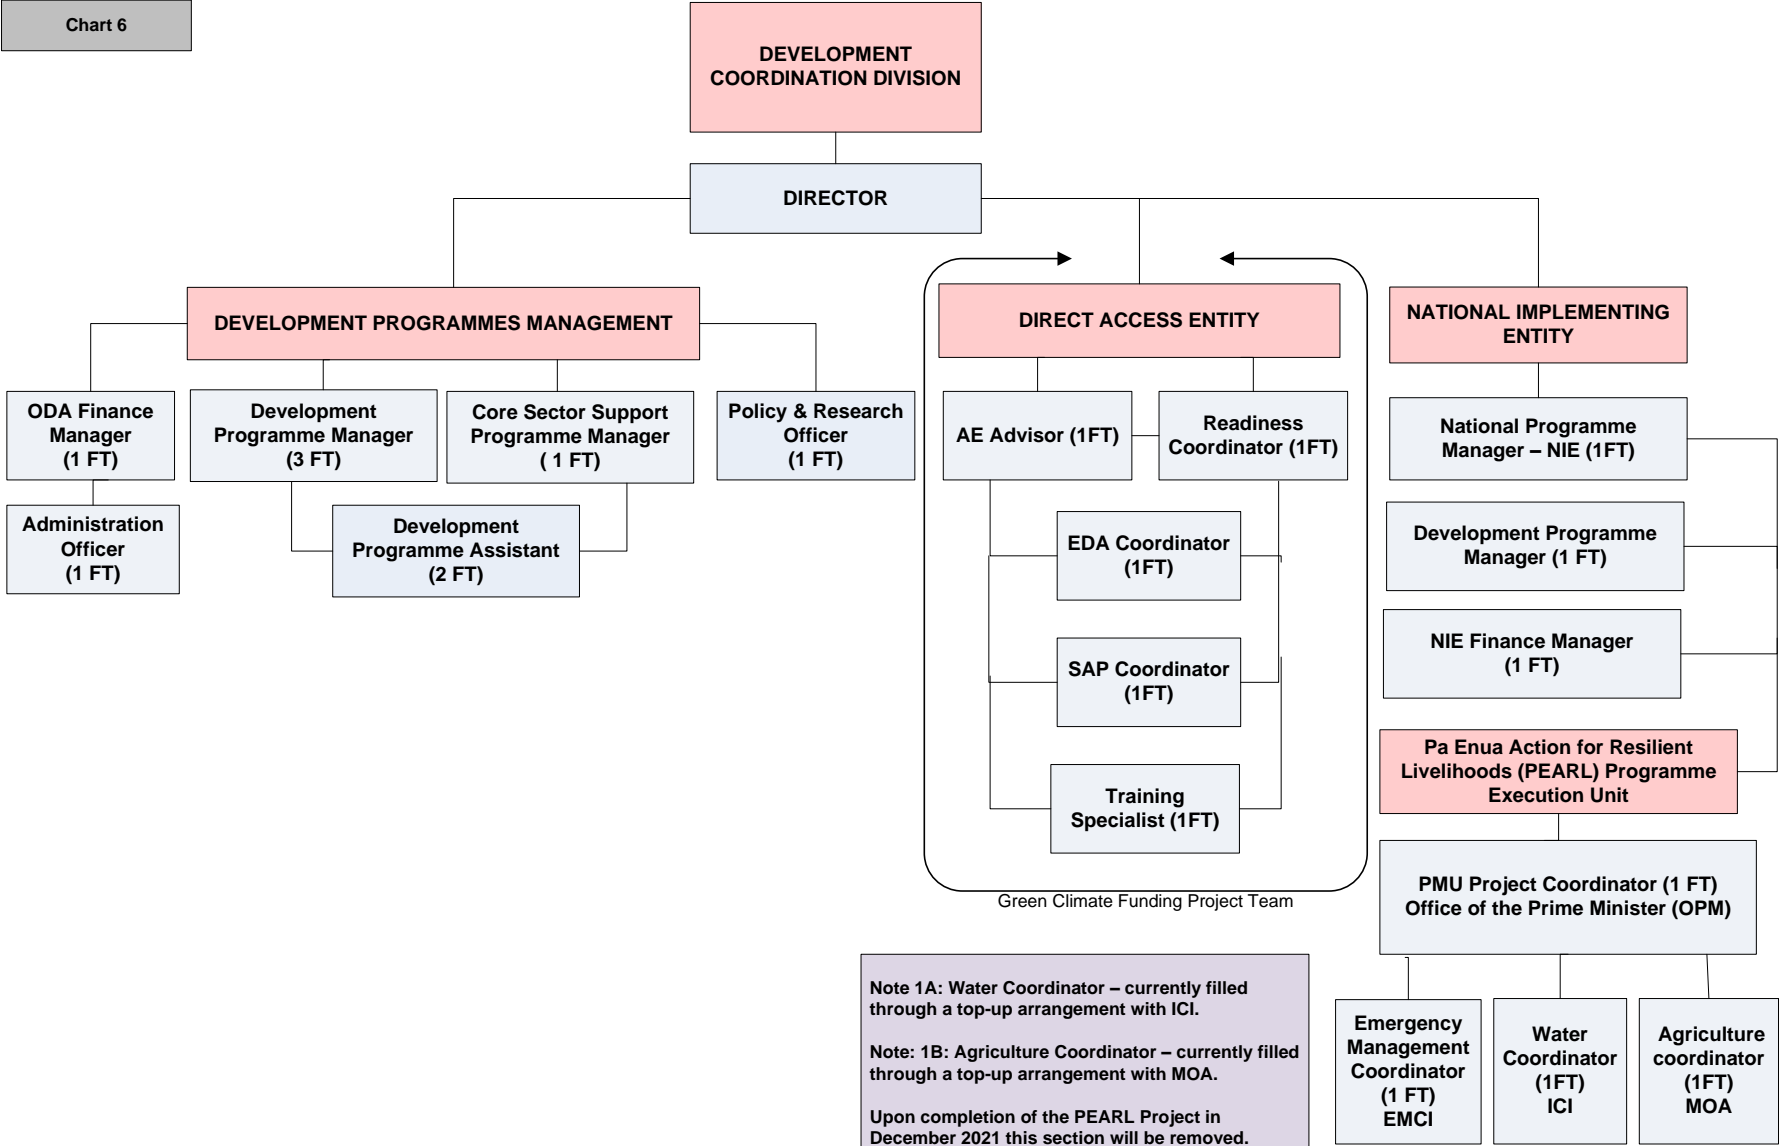 Chart 6
DEVELOPMENT
COORDINATION DIVISION
DIRECTOR
DEVELOPMENT PROGRAMMES MANAGEMENT
ODA Finance
Manager
(1 FT)
Administration
Officer
(1 FT)
Development
Programme Manager
(3 FT)
Core Sector Support
Programme Manager
( 1 FT)
Development
Programme Assistant
(2 FT)
Policy & Research
Officer
(1 FT)
DIRECT ACCESS ENTITY
AE Advisor (1FT)
Readiness
Coordinator (1FT)
EDA Coordinator
(1FT)
SAP Coordinator
(1FT)
Training
Specialist (1FT)
Green Climate Funding Project Team
NATIONAL IMPLEMENTING
ENTITY
National Programme
Manager – NIE (1FT)
Development Programme
Manager (1 FT)
NIE Finance Manager
(1 FT)
Pa Enua Action for Resilient
Livelihoods (PEARL) Programme
Execution Unit
PMU Project Coordinator (1 FT)
Office of the Prime Minister (OPM)
Emergency
Management
Coordinator
(1 FT)
EMCI
Water
Coordinator
(1FT)
ICI
Agriculture
coordinator
(1FT)
MOA
Note 1A: Water Coordinator – currently filled
through a top-up arrangement with ICI.
Note: 1B: Agriculture Coordinator – currently filled
through a top-up arrangement with MOA.
Upon completion of the PEARL Project in
December 2021 this section will be removed.